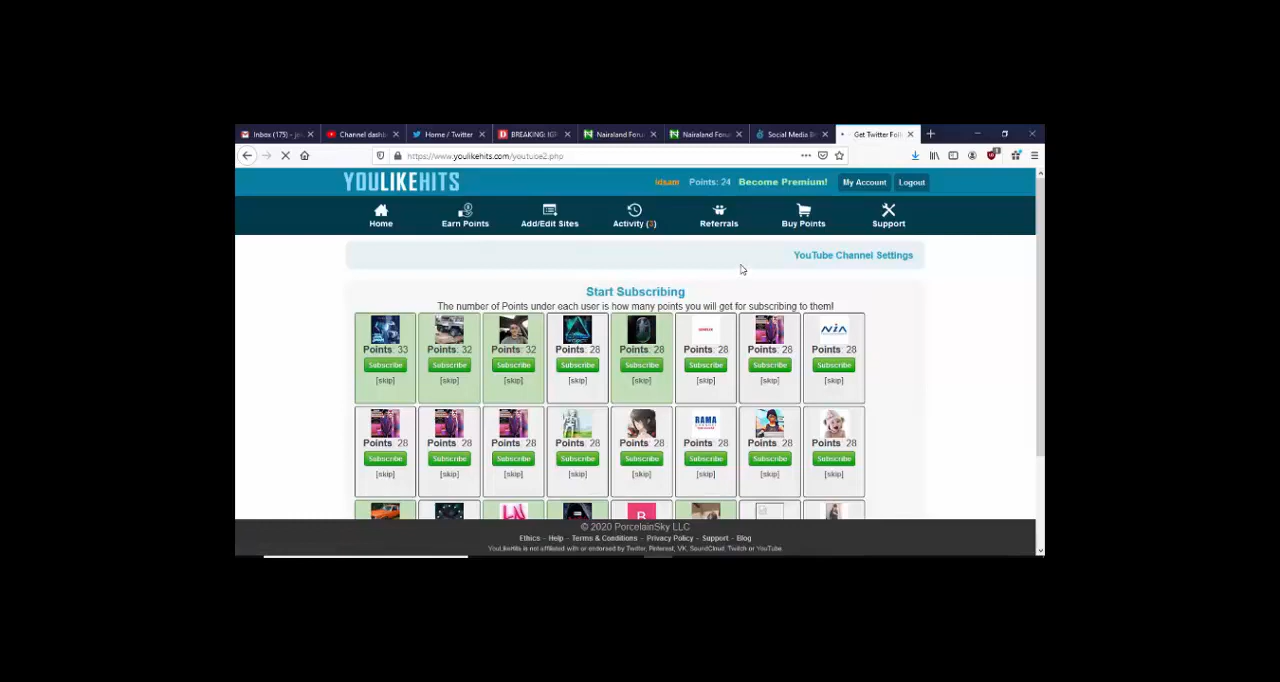 Inbox (175) - Channel dashb Home / Twitter BREAKING: Nairaland Foru Nairaland Foru Social Media Get Twitter Foll
https://www.youlikehits.com/youtube2.php
YOULIKEHITS Points: 24 Become Premium! My Account Logout
Home Earn Points Add/Edit Sites Activity Referrals Buy Points Support
YouTube Channel Settings
Start Subscribing
The number of Points under each user is how many points you will get for subscribing to them!
NIA
Points: 33 Points: 32 Points: 32 Points: 28 Points: 28 Points: 28 Points: 28 Points: 28
Subscribe Subscribe Subscribe Subscribe Subscribe Subscribe Subscribe Subscribe
[skip] [skip] [skip] [skip] [skip] [skip] [skip] [skip]
RAMA
Points: 28 Points: 28 Points: 28 Points: 28 Points: 28 Points: 28 Points: 28 Points: 28
Subscribe Subscribe Subscribe Subscribe Subscribe Subscribe Subscribe Subscribe
[skip] [skip] [skip] [skip] [skip] [skip] [skip] [skip]
B
© 2020 PorcelainSky LLC
Ethics - Help - Terms & Conditions - Privacy Policy - Support - Blog
YouLikeHits is not affiliated with or endorsed by Twitter, Pinterest, VK, SoundCloud, Twitch or YouTube.